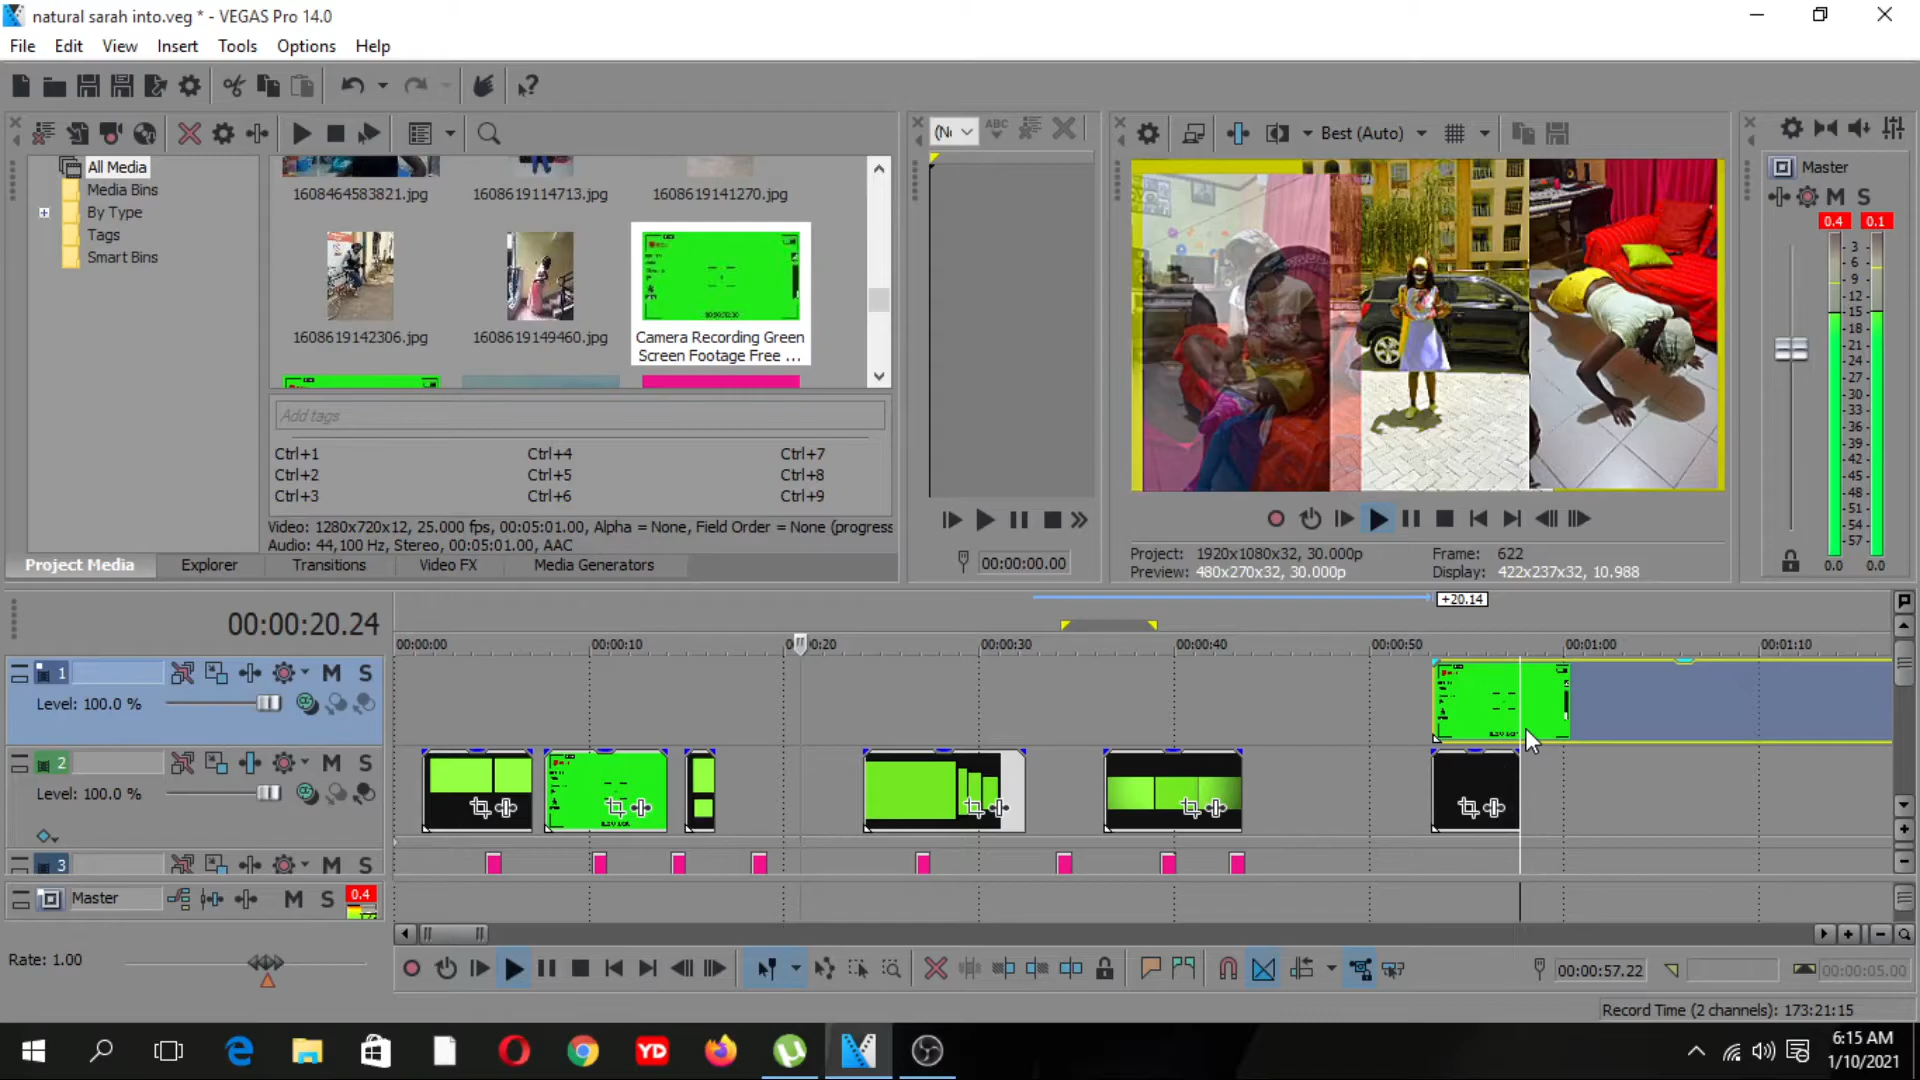 natural sarah into.veg * - VEGAS Pro 14.0
File Edit View Insert Tools Options Help
All Media
Media Bins
By Type
Tags
Smart Bins
1608464583821.jpg 1608619114713.jpg 1608619141270.jpg
1608619142306.jpg 1608619149460.jpg Camera Recording Green
Screen Footage Free ...
Add tags
Ctrl+1 Ctrl+4 Ctrl+7
Ctrl+2 Ctrl+5 Ctrl+8
Ctrl+3 Ctrl+6 Ctrl+9
Video: 1280x720x12, 25.000 fps, 00:05:01.00, Alpha = None, Field Order = None (progress
Audio: 44,100 Hz, Stereo, 00:05:01.00, AAC
Project Media Explorer Transitions Video FX Media Generators
ABC
00:00:00.00
Best (Auto)
Project: 1920x1080x32, 30.000p Frame: 622
Preview: 480x270x32, 30.000p Display: 422x237x32, 10.988
Master
M S
0.4 0.1
- 3 -
- 6 -
- 9 -
-12-
-15-
-18-
-21-
-24-
-27-
-30-
-33-
-36-
-39-
-42-
-45-
-48-
-51-
-54-
-57-
0.0 0.0
+20.14
00:00:20.24
00:00:00 00:00:10 00:00:20 00:00:30 00:00:40 00:00:50 00:01:00 00:01:10
1 M S
Level: 100.0 %
2 M S
Level: 100.0 %
3 M S
Master M S 0.4
Rate: 1.00
00:00:57.22 00:00:05.00
Record Time (2 channels): 173:21:15
YD
6:15 AM
1/10/2021